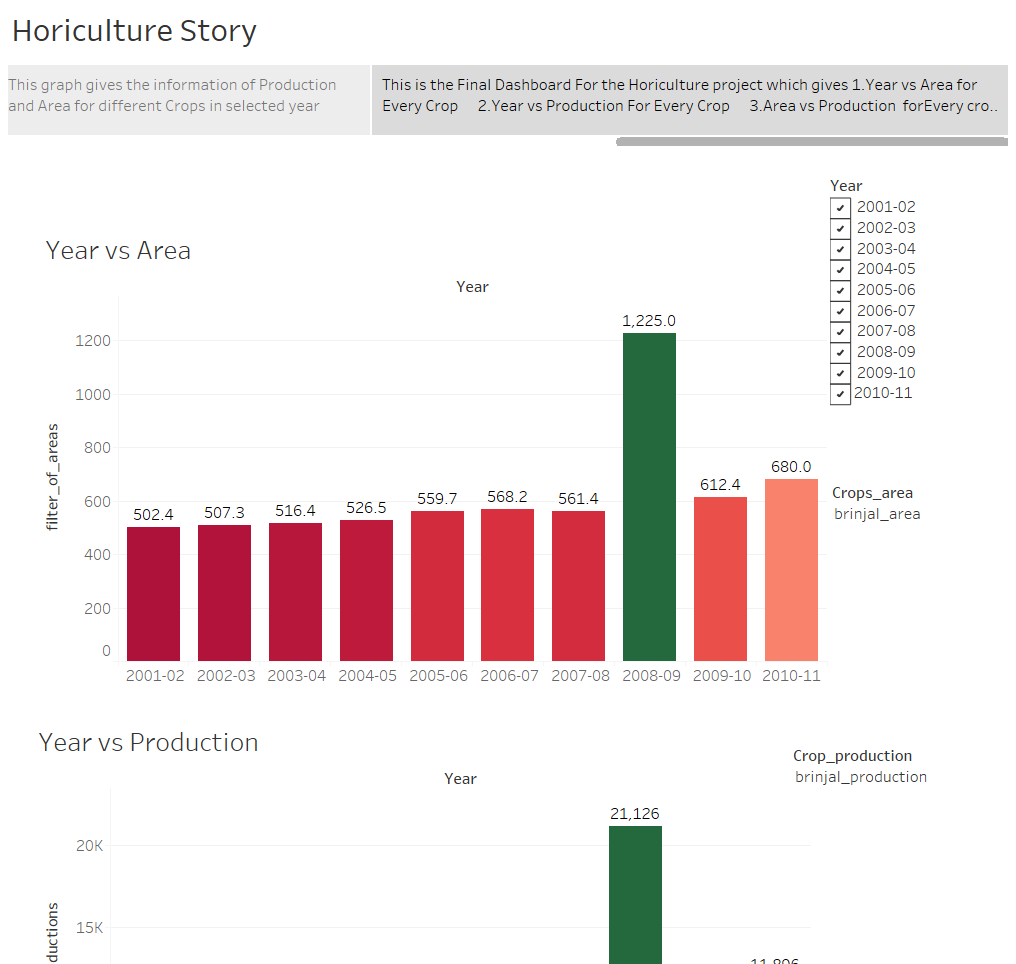 Horiculture Story
This graph gives the information of Production
and Area for different Crops in selected year
This is the Final Dashboard For the Horiculture project which gives 1.Year vs Area for
Every Crop 2.Year vs Production For Every Crop 3.Area vs Production forEvery cro..
Year
2001-02
2002-03
2003-04
2004-05
2005-06
2006-07
2007-08
2008-09
2009-10
2010-11
Year vs Area
Year
filter_of_areas
1200
1000
800
600
400
200
0
502.4
507.3
516.4
526.5
559.7
568.2
561.4
1,225.0
612.4
680.0
2001-02 2002-03 2003-04 2004-05 2005-06 2006-07 2007-08 2008-09 2009-10 2010-11
Crops_area
brinjal_area
Year vs Production
Year
Crop_production
brinjal_production
21,126
20K
15K
ductions